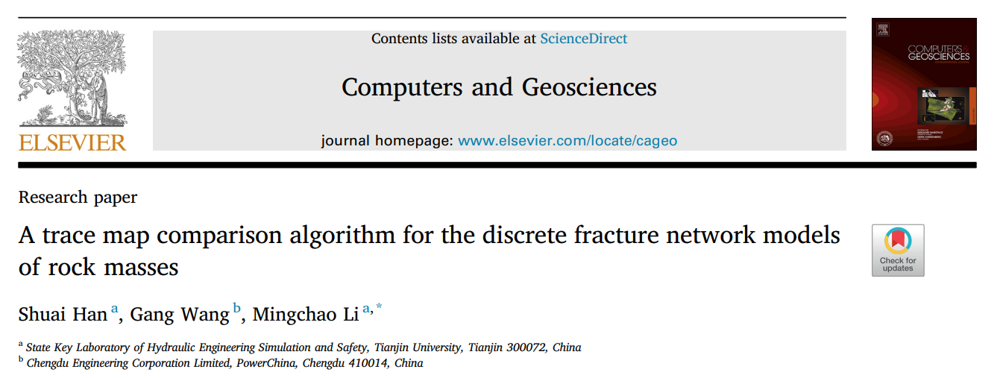 Contents lists available at ScienceDirect
Computers and Geosciences
journal homepage: www.elsevier.com/locate/cageo
NON SOLUS
ELSEVIER
COMPUTERS &
GEOSCIENCES
Research paper
A trace map comparison algorithm for the discrete fracture network models
of rock masses
Check for
updates
Shuai Han a, Gang Wang b, Mingchao Li a,*
a State Key Laboratory of Hydraulic Engineering Simulation and Safety, Tianjin University, Tianjin 300072, China
b Chengdu Engineering Corporation Limited, PowerChina, Chengdu 410014, China